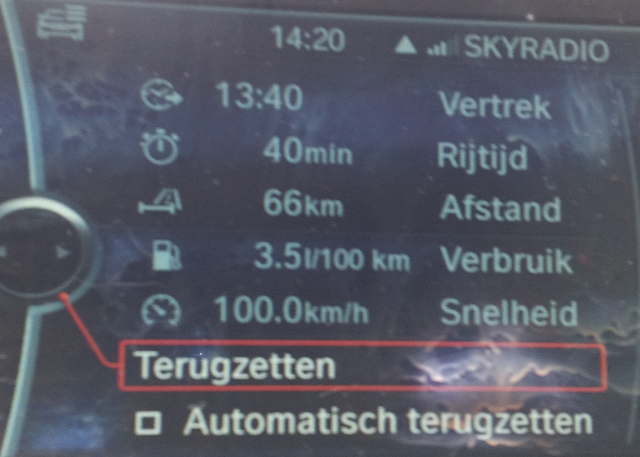 14:20 SKYRADIO
13:40 Vertrek
40min Rijtijd
66km Afstand
3.5l/100 km Verbruik
100.0km/h Snelheid
Terugzetten
Automatisch terugzetten